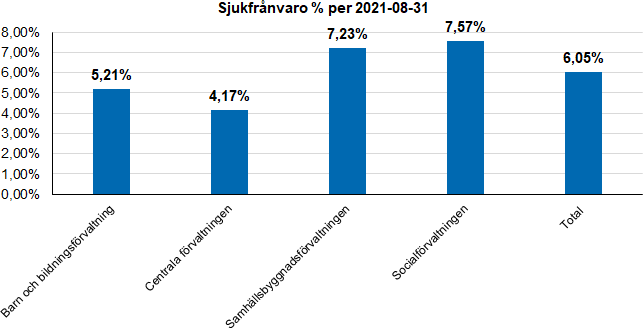 Sjukfrånvaro % per 2021-08-31
8,00%
7,00%
6,00%
5,00%
4,00%
3,00%
2,00%
1,00%
0,00%
5,21%
4,17%
7,23%
7,57%
6,05%
Barn och bildningsförvaltning
Centrala förvaltningen
Samhällsbyggnadsförvaltningen
Socialförvaltningen
Total